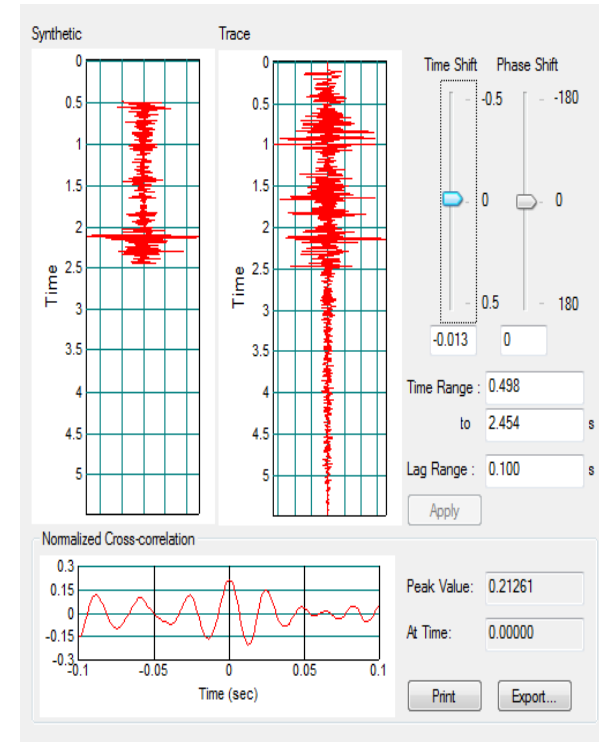 Synthetic
Trace
0
0.5
1
1.5
2
2.5
3
3.5
4
4.5
5
Time
0
0.5
1
1.5
2
2.5
3
3.5
4
4.5
5
Time
Time Shift Phase Shift
-0.5 -180
0 0
0.5 180
-0.013 0
Time Range : 0.498
to 2.454 s
Lag Range : 0.100 s
Apply
Normalized Cross-correlation
0.3
0.15
0
-0.15
-0.3
-0.1 -0.05 0 0.05 0.1
Time (sec)
Peak Value: 0.21261
At Time: 0.00000
Print Export...